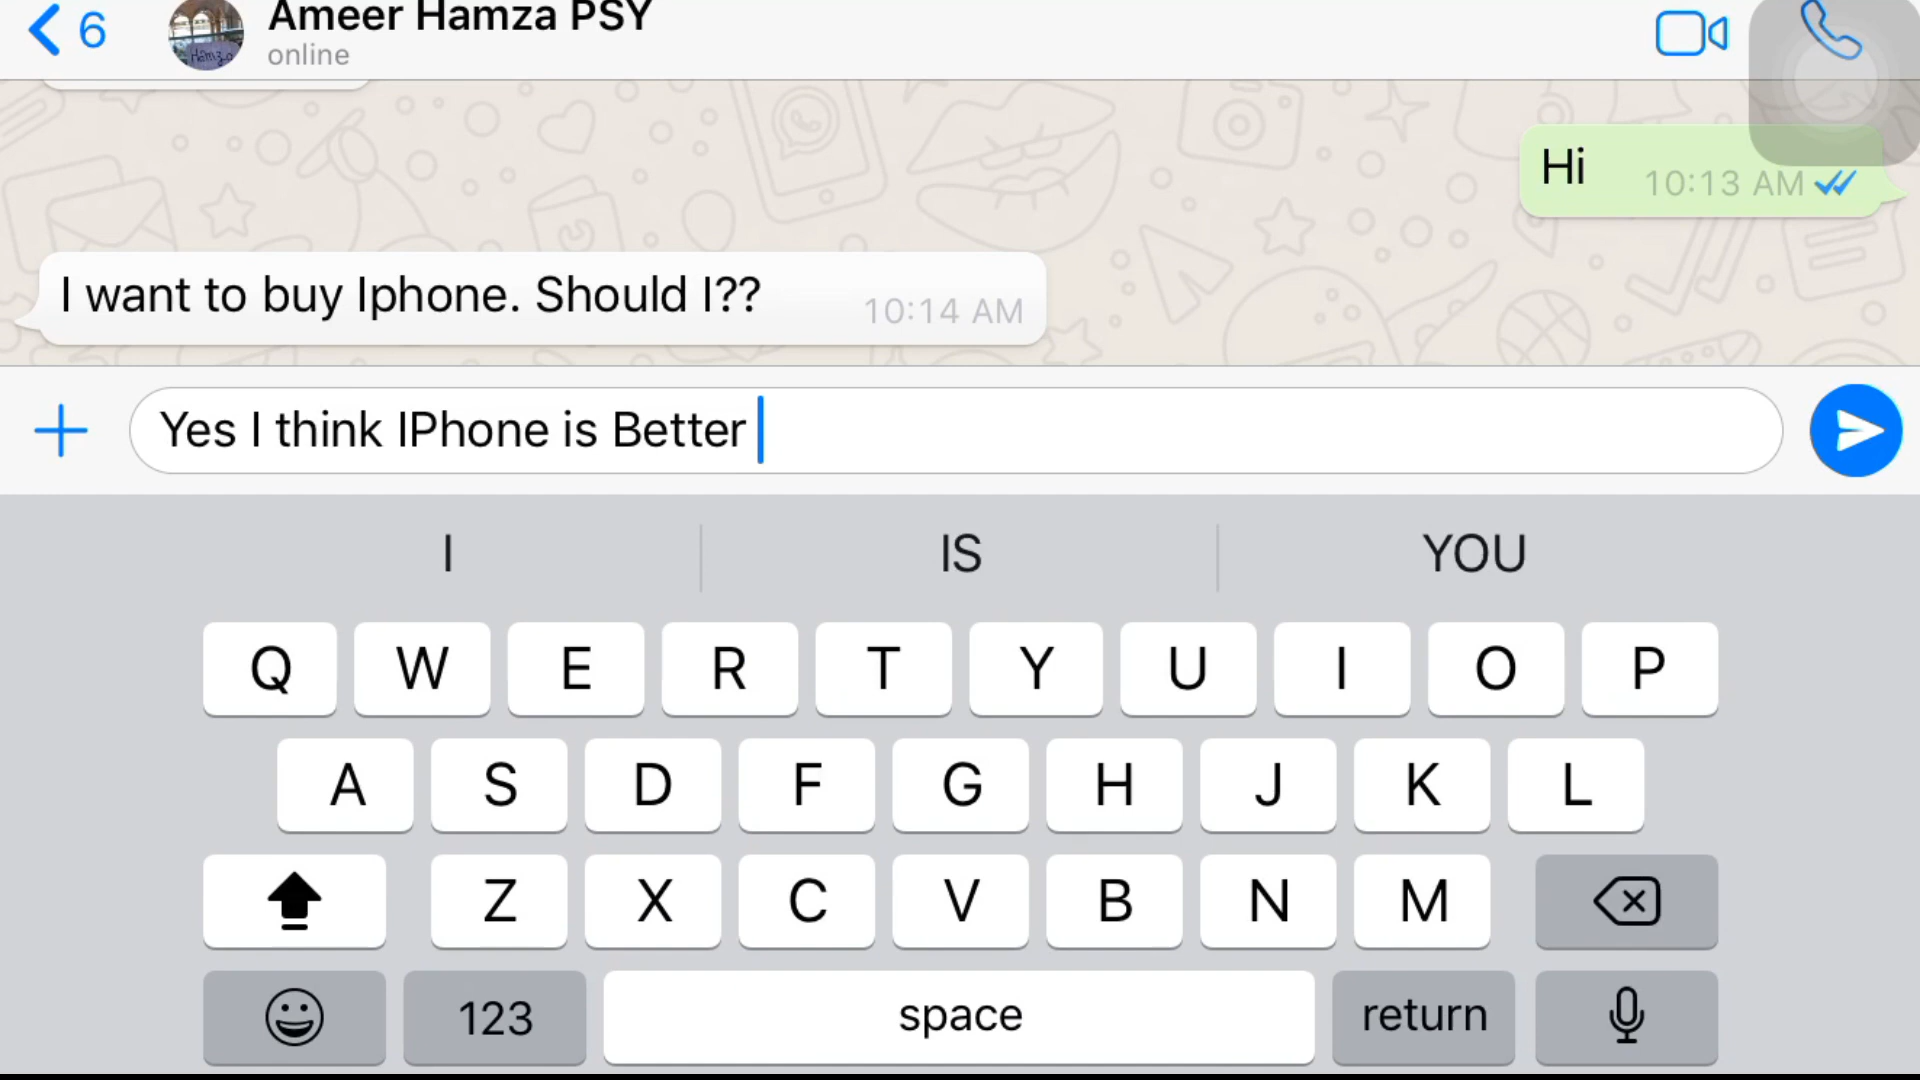 6
Ameer Hamza PSY
online
Hi 10:13 AM
I want to buy Iphone. Should I?? 10:14 AM
Yes I think IPhone is Better
I IS YOU
Q W E R T Y U I O P
A S D F G H J K L
Z X C V B N M
123 space return